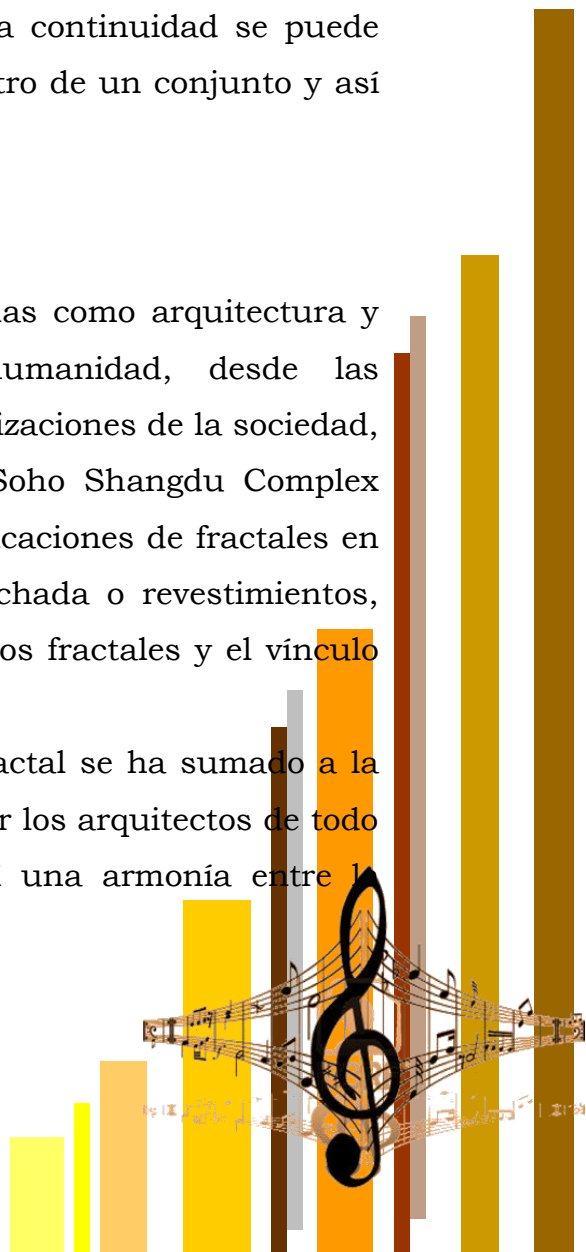 a continuidad se puede
tro de un conjunto y así
as como arquitectura y
umanidad, desde las
izaciones de la sociedad,
Soho Shangdu Complex
caciones de fractales en
chada o revestimientos,
os fractales y el vínculo
actal se ha sumado a la
r los arquitectos de todo
una armonía entre la